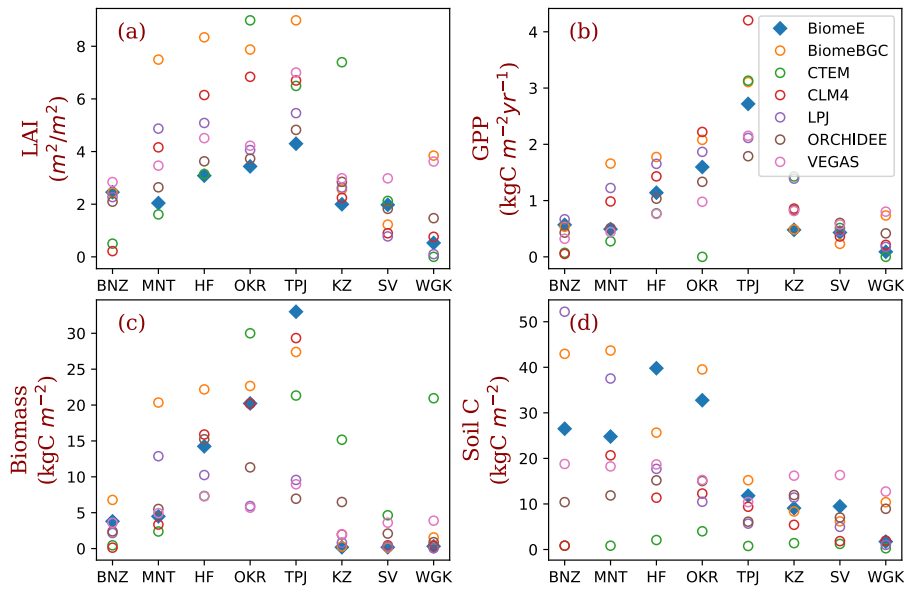 (a)
LAI
(m²/m²)
8
6
4
2
0
BNZ MNT HF OKR TPJ KZ SV WGK
(b)
GPP
(kgC m⁻²yr⁻¹)
4
3
2
1
0
BNZ MNT HF OKR TPJ KZ SV WGK
BiomeE
BiomeBGC
CTEM
CLM4
LPJ
ORCHIDEE
VEGAS
(c)
Biomass
(kgC m⁻²)
30
25
20
15
10
5
0
BNZ MNT HF OKR TPJ KZ SV WGK
(d)
Soil C
(kgC m⁻²)
50
40
30
20
10
0
BNZ MNT HF OKR TPJ KZ SV WGK